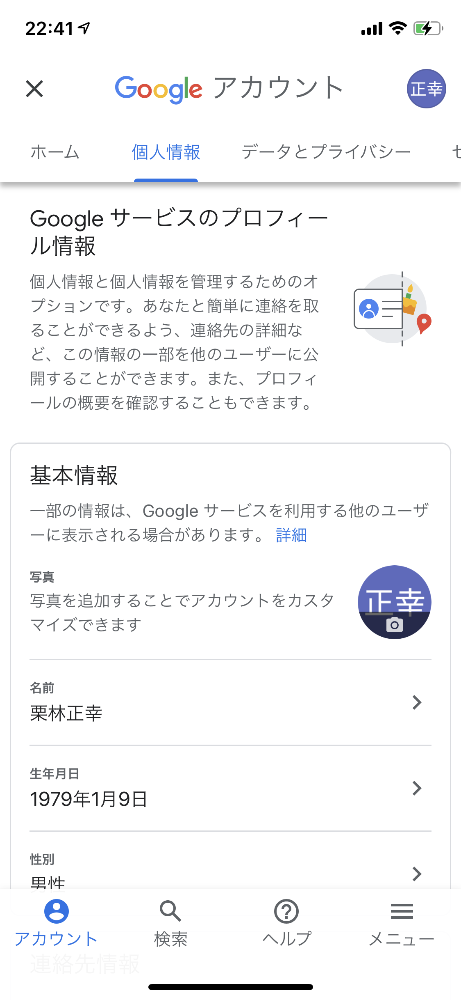 22:41
Google アカウント
正幸
ホーム
個人情報
データとプライバシー
セ
Google サービスのプロフィー
ル情報
個人情報と個人情報を管理するためのオ
プションです。あなたと簡単に連絡を取
ることができるよう、連絡先の詳細な
ど、この情報の一部を他のユーザーに公
開することができます。また、プロフィ
ールの概要を確認することもできます。
基本情報
一部の情報は、Google サービスを利用する他のユーザ
ーに表示される場合があります。 詳細
写真
写真を追加することでアカウントをカスタ
マイズできます
正幸
名前
栗林正幸
生年月日
1979年1月9日
性別
男性
アカウント
検索
ヘルプ
メニュー
連絡先情報